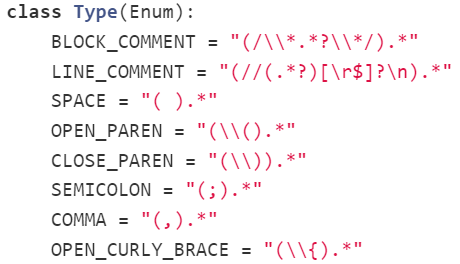 class Type(Enum):
    BLOCK_COMMENT = "(/\\*.*?\\*/).*"
    LINE_COMMENT = "(//(.*?)[\r$]?\n).*"
    SPACE = "( ).*"
    OPEN_PAREN = "(\\().*"
    CLOSE_PAREN = "(\\)).*"
    SEMICOLON = "(;).*"
    COMMA = "(,).*"
    OPEN_CURLY_BRACE = "(\\{).*"